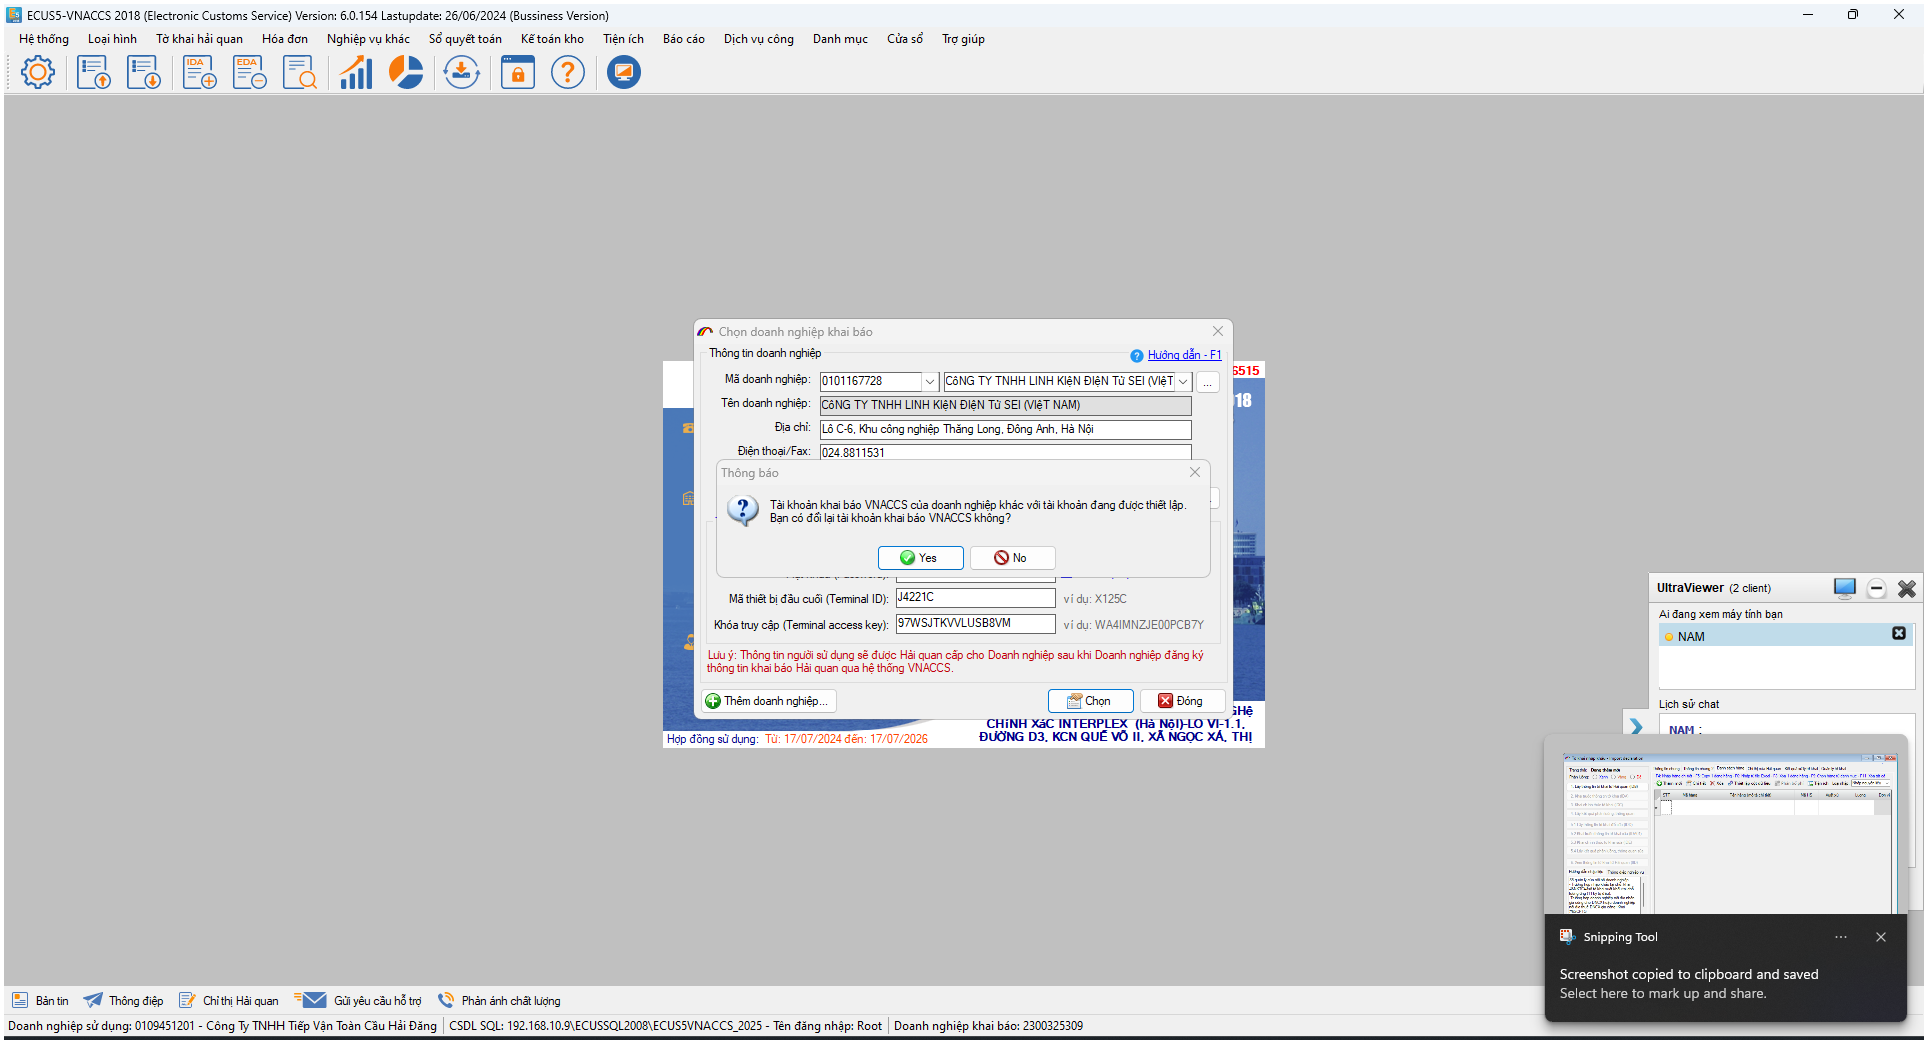 ECUS5-VNACCS 2018 (Electronic Customs Service) Version: 6.0.154 Lastupdate: 26/06/2024 (Bussiness Version)
Hệ thống Loại hình Tờ khai hải quan Hóa đơn Nghiệp vụ khác Sổ quyết toán Kế toán kho Tiện ích Báo cáo Dịch vụ công Danh mục Cửa sổ Trợ giúp
IDA EDA
Chọn doanh nghiệp khai báo
Thông tin doanh nghiệp
Hướng dẫn - F1
6515
Mã doanh nghiệp: 0101167728 CôNG TY TNHH LINH KIệN ĐIệN Tử SEI (VIệT ...
Tên doanh nghiệp: CôNG TY TNHH LINH KIệN ĐIệN Tử SEI (VIệT NAM)
18
Địa chỉ: Lô C-6, Khu công nghiệp Thăng Long, Đông Anh, Hà Nội
Điện thoại/Fax: 024.8811531
Thông báo
Tài khoản khai báo VNACCS của doanh nghiệp khác với tài khoản đang được thiết lập.
Bạn có đổi lại tài khoản khai báo VNACCS không?
Yes No
Mã thiết bị đầu cuối (Terminal ID): J4221C ví dụ: X125C
Khóa truy cập (Terminal access key): 97WSJTKVVLUSB8VM ví dụ: WA4IMNZJE00PCB7Y
Lưu ý: Thông tin người sử dụng sẽ được Hải quan cấp cho Doanh nghiệp sau khi Doanh nghiệp đăng ký
thông tin khai báo Hải quan qua hệ thống VNACCS.
Thêm doanh nghiệp... Chọn Đóng
GHệ
CHíNH XáC INTERPLEX (Hà NộI)-LO VI-1.1,
ĐƯỜNG D3, KCN QUẾ VÕ II, XÃ NGỌC XÁ, THỊ
Hợp đồng sử dụng: Từ: 17/07/2024 đến: 17/07/2026
UltraViewer (2 client)
Ai đang xem máy tính bạn
NAM
Lịch sử chat
NAM :
Snipping Tool
Screenshot copied to clipboard and saved
Select here to mark up and share.
Bản tin Thông điệp Chỉ thị Hải quan Gửi yêu cầu hỗ trợ Phản ánh chất lượng
Doanh nghiệp sử dụng: 0109451201 - Công Ty TNHH Tiếp Vận Toàn Cầu Hải Đăng CSDL SQL: 192.168.10.9\ECUSSQL2008\ECUS5VNACCS_2025 - Tên đăng nhập: Root Doanh nghiệp khai báo: 2300325309